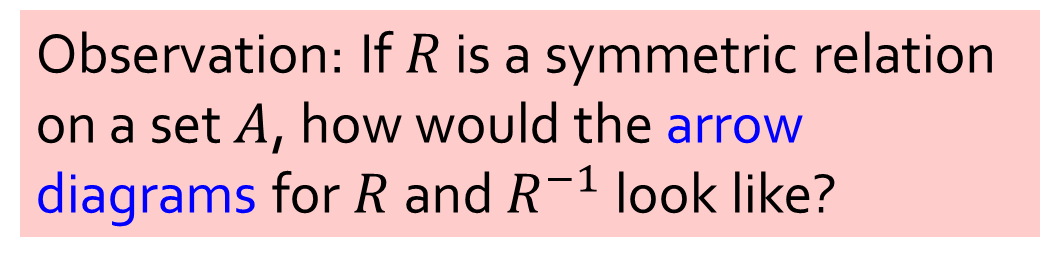 Observation: If R is a symmetric relation
on a set A, how would the arrow
diagrams for R and R⁻¹ look like?